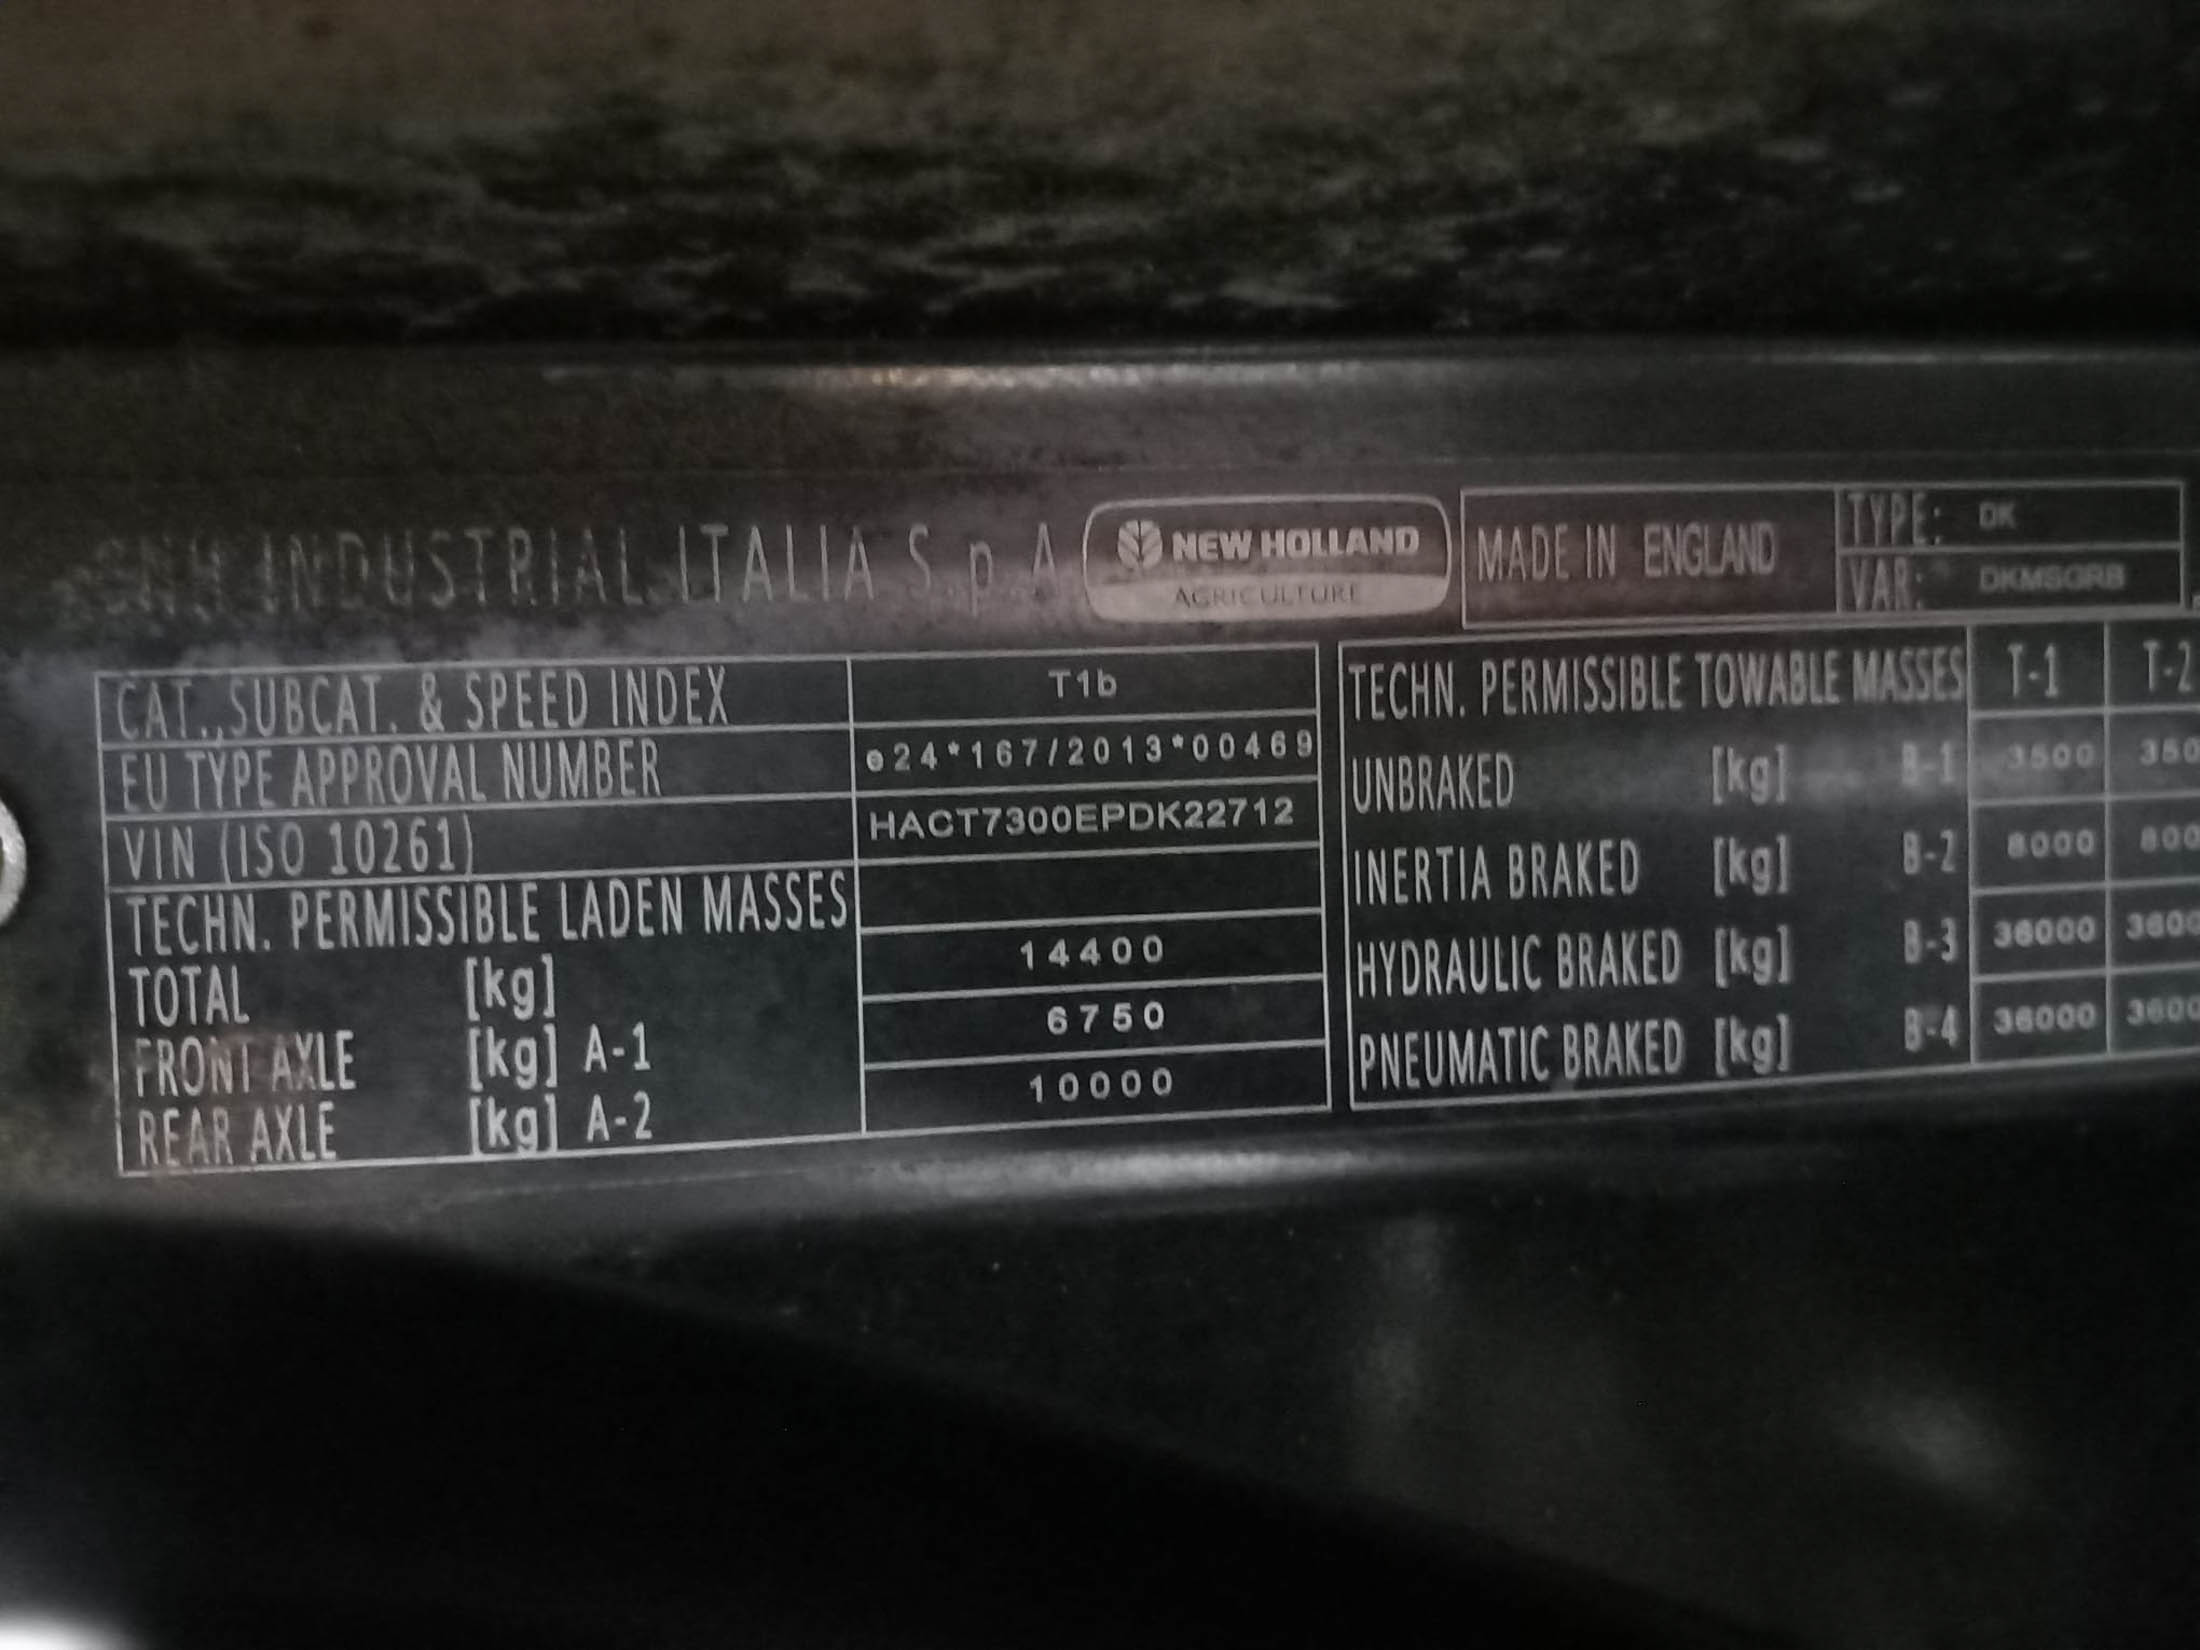 CNH INDUSTRIAL ITALIA S.p.A
NEW HOLLAND
AGRICULTURE
MADE IN ENGLAND
TYPE: DK
VAR:
CAT.,SUBCAT. & SPEED INDEX T1b
EU TYPE APPROVAL NUMBER e24*167/2013*00469
VIN (ISO 10261) HACT7300EPDK22712
TECHN. PERMISSIBLE LADEN MASSES
TOTAL [kg] 14400
FRONT AXLE [kg] A-1 6750
REAR AXLE [kg] A-2 10000
TECHN. PERMISSIBLE TOWABLE MASSES T-1 T-2
UNBRAKED [kg] B-1 3500
INERTIA BRAKED [kg] B-2 8000
HYDRAULIC BRAKED [kg] B-3 36000
PNEUMATIC BRAKED [kg] B-4 36000